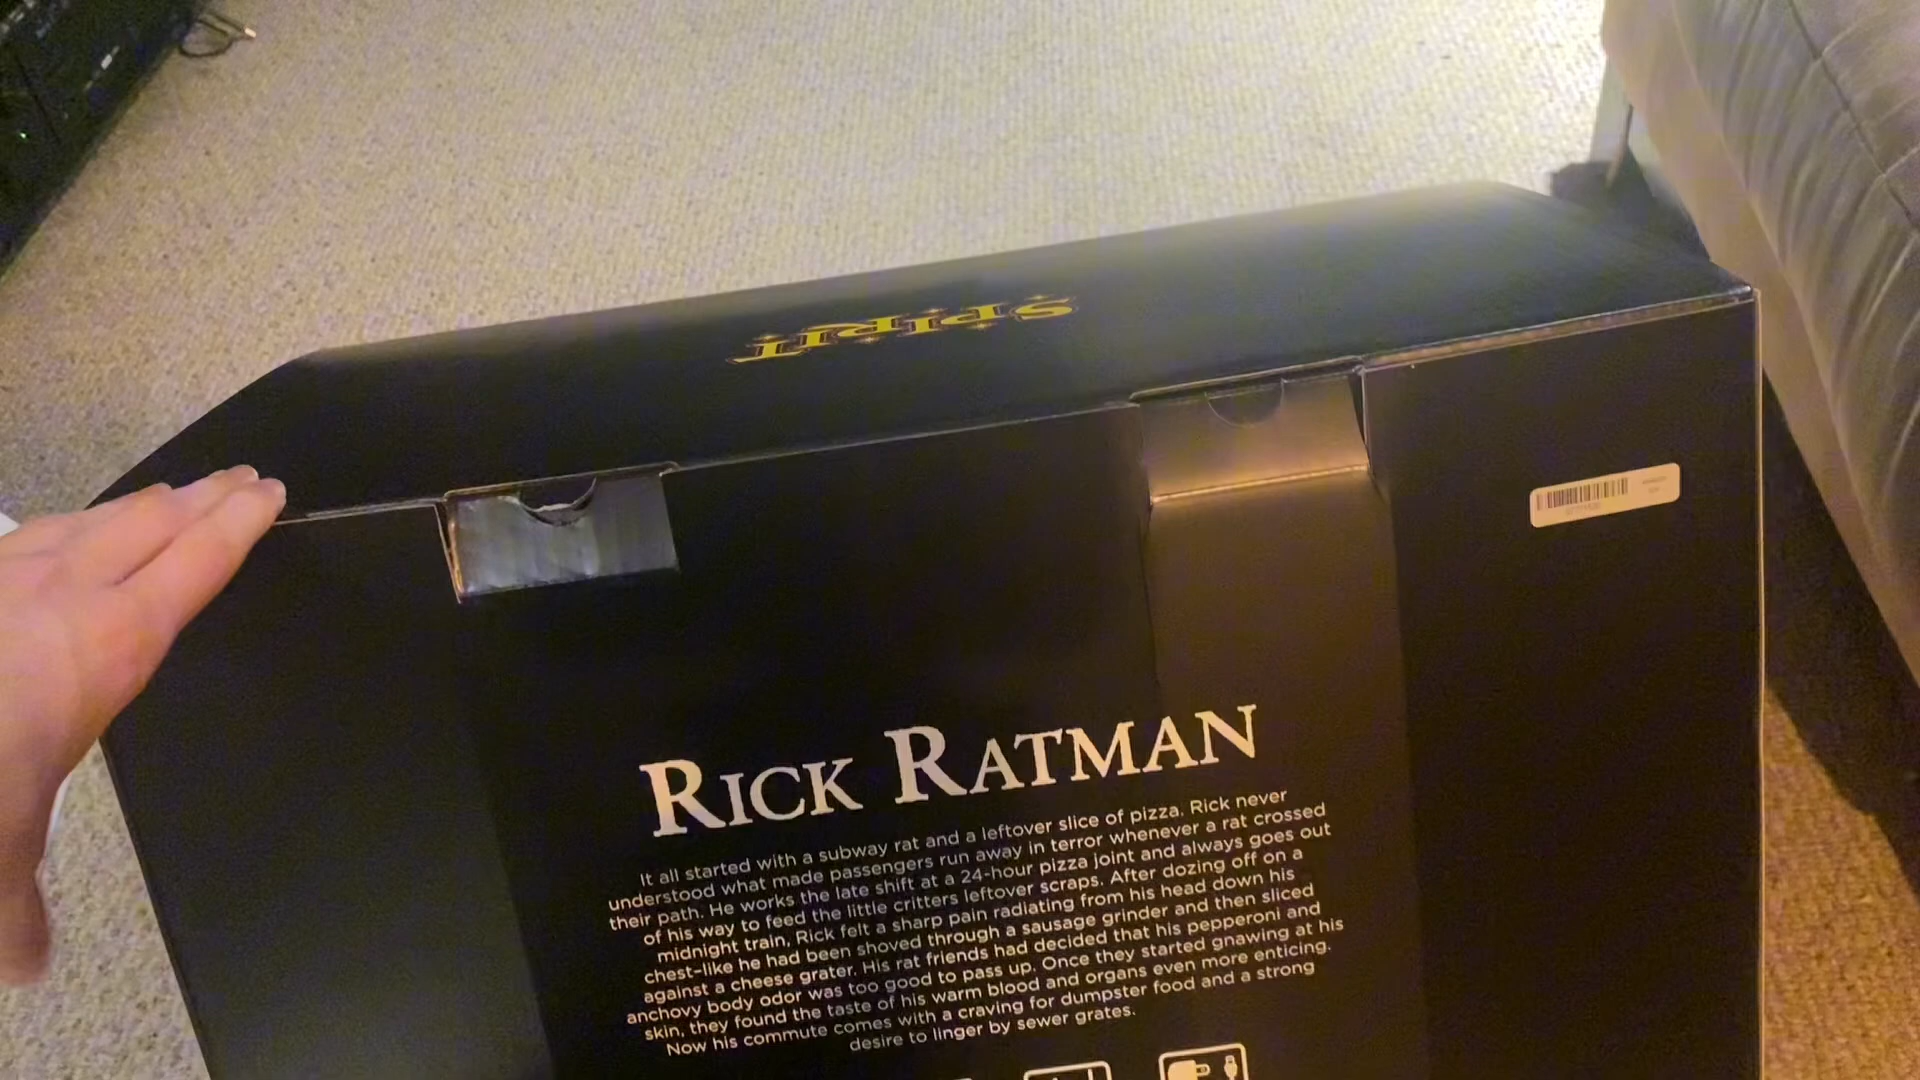 SPIRIT
RICK RATMAN
It all started with a subway rat and a leftover slice of pizza. Rick never
understood what made passengers run away in terror whenever a rat crossed
their path. He works the late shift at a 24-hour pizza joint and always goes out
of his way to feed the little critters leftover scraps. After dozing off on a
midnight train, Rick felt a sharp pain radiating from his head down his
chest-like he had been shoved through a sausage grinder and then sliced
against a cheese grater. His rat friends had decided that his pepperoni and
anchovy body odor was too good to pass up. Once they started gnawing at his
skin, they found the taste of his warm blood and organs even more enticing.
Now his commute comes with a craving for dumpster food and a strong
desire to linger by sewer grates.